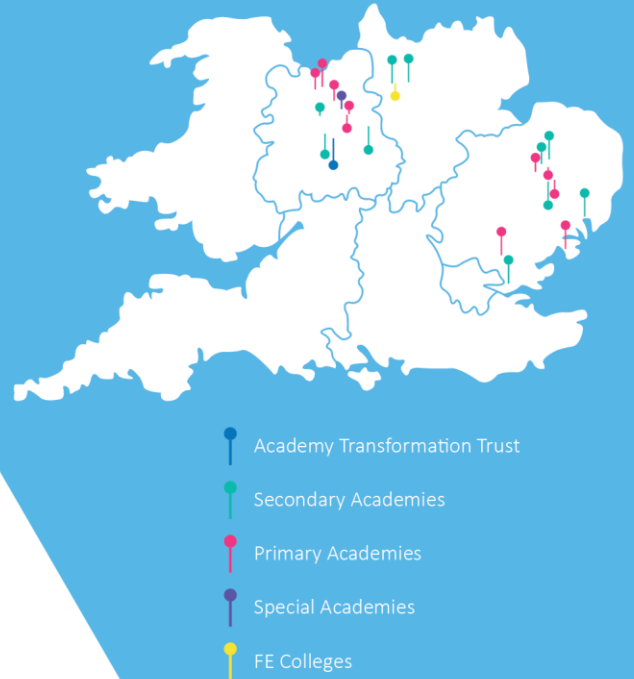 Academy Transformation Trust
Secondary Academies
Primary Academies
Special Academies
FE Colleges